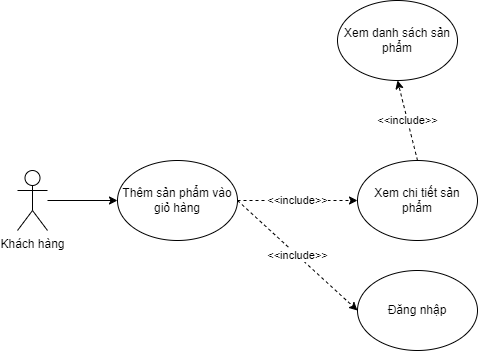 Xem danh sách sản
phẩm
<<include>>
Thêm sản phẩm vào
giỏ hàng
<<include>>
Xem chi tiết sản
phẩm
Khách hàng
<<include>>
Đăng nhập